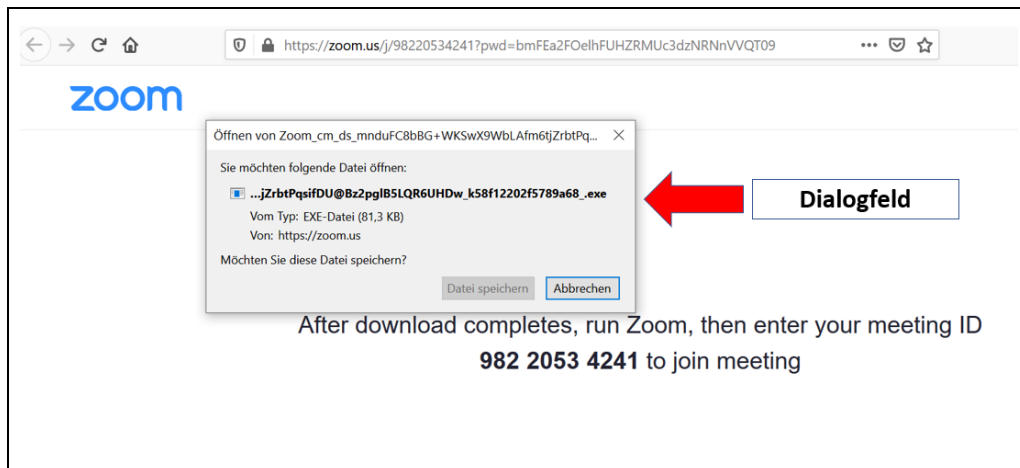 https://zoom.us/j/98220534241?pwd=bmFEa2FOelhFUHZRMUc3dzNRNnVVQT09
zoom
Öffnen von Zoom_cm_ds_mnduFC8bBG+WKSwX9WbLAfm6tjZrbtPq...
Sie möchten folgende Datei öffnen:
...jZrbtPqsifDU@Bz2pglB5LQR6UHDw_k58f12202f5789a68_.exe
Vom Typ: EXE-Datei (81,3 KB)
Von: https://zoom.us
Möchten Sie diese Datei speichern?
Datei speichern Abbrechen
Dialogfeld
After download completes, run Zoom, then enter your meeting ID
982 2053 4241 to join meeting